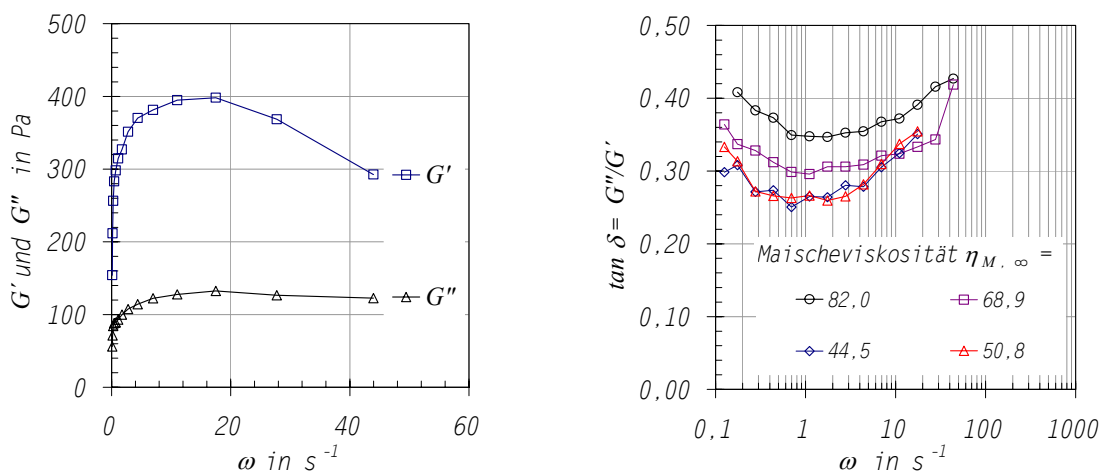 500
400
300
200
100
0
G' und G" in Pa
G'
G"
0 20 40 60
ω in s⁻¹
0,50
0,40
0,30
0,20
0,10
0,00
tan δ = G"/G'
Maischeviskosität η_{M, ∞} =
82,0 68,9
44,5 50,8
0,1 1 10 100 1000
ω in s⁻¹